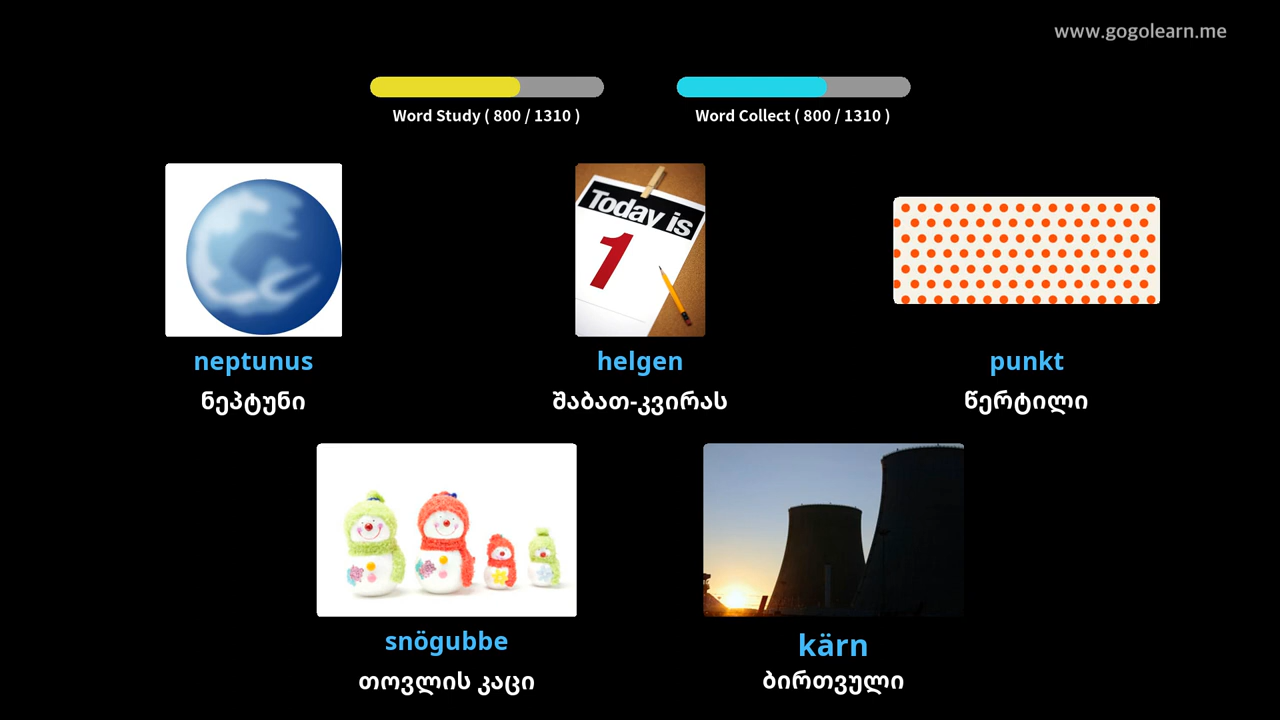 www.gogolearn.me
Word Study ( 800 / 1310 )
Word Collect ( 800 / 1310 )
Today is
1
neptunus
helgen
punkt
ნეპტუნი
შაბათ-კვირას
წერტილი
snögubbe
kärn
თოვლის კაცი
ბირთვული